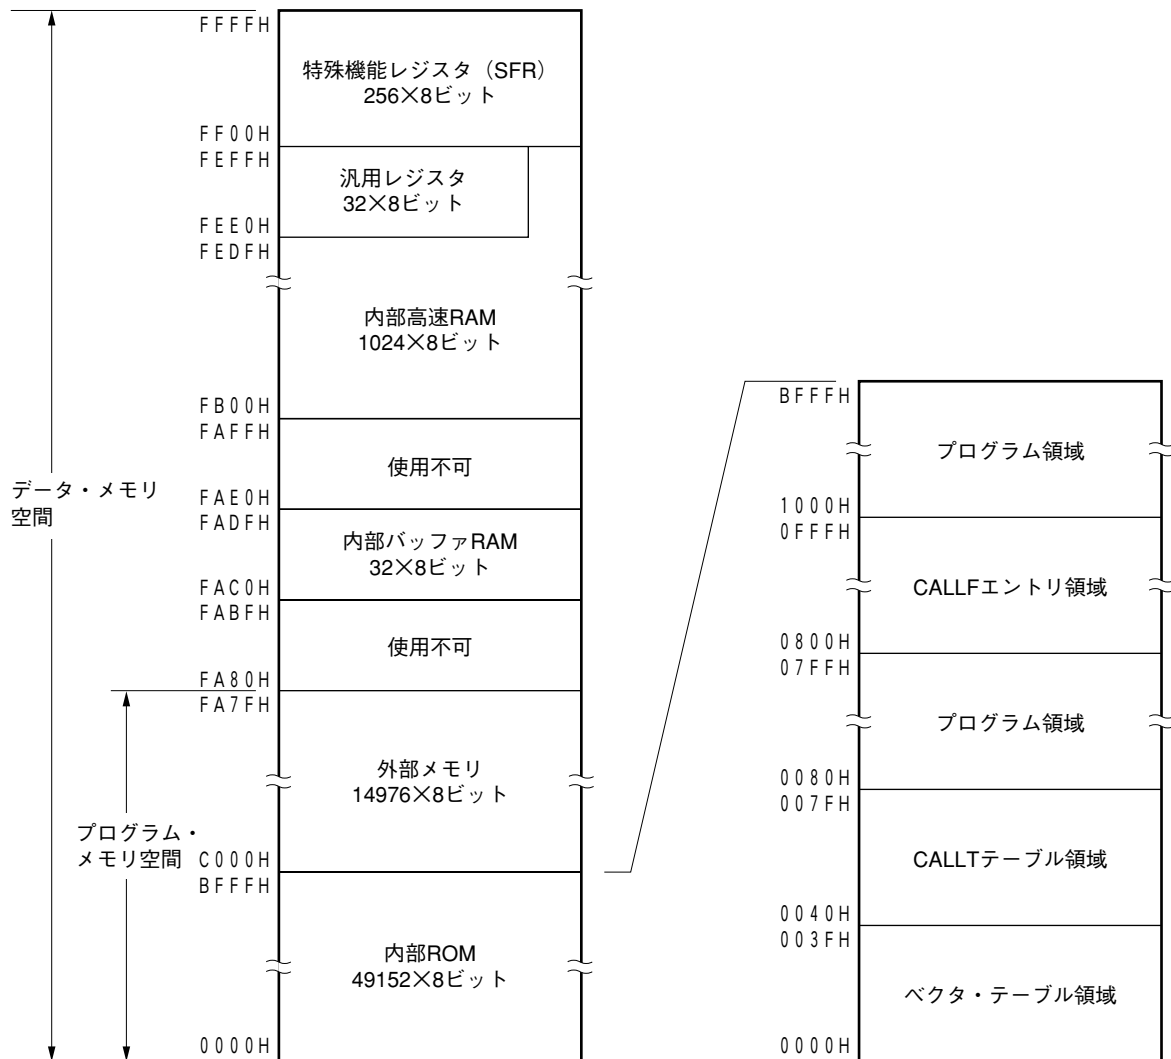 FFFFH
特殊機能レジスタ（SFR）
256×8ビット
FF00H
FEFFH
汎用レジスタ
32×8ビット
FEE0H
FEDFH
内部高速RAM
1024×8ビット
FB00H
FAFFH
使用不可
データ・メモリ
空間
FAE0H
FADFH
内部バッファRAM
32×8ビット
FAC0H
FABFH
使用不可
FA80H
FA7FH
外部メモリ
14976×8ビット
プログラム・
メモリ空間
C000H
BFFFH
内部ROM
49152×8ビット
0000H
BFFFH
プログラム領域
1000H
0FFFH
CALLFエントリ領域
0800H
07FFH
プログラム領域
0080H
007FH
CALLTテーブル領域
0040H
003FH
ベクタ・テーブル領域
0000H